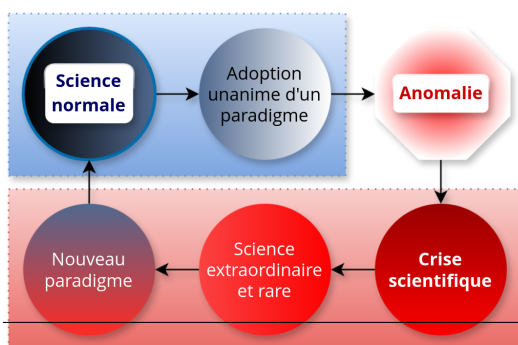 Science
normale
Adoption
unanime d'un
paradigme
Anomalie
Nouveau
paradigme
Science
extraordinaire
et rare
Crise
scientifique